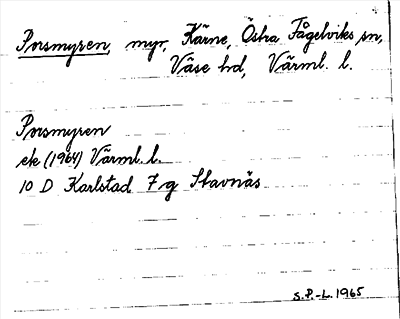 Porsmyren, myr, Kärne, Östra Fågelviks sn,
Väse hd, Värml. l.
Porsmyren
ek (1964) Värml. l.
10 D Karlstad 7 g Stavnäs
S.P.-L. 1965